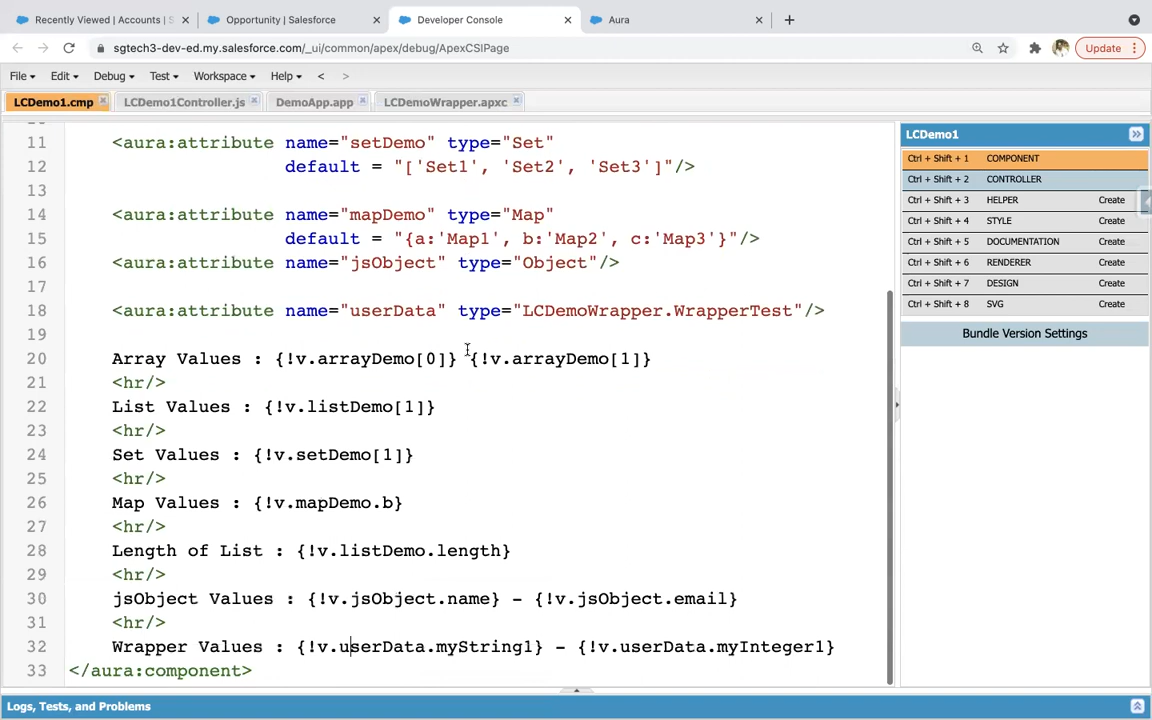 Recently Viewed | Accounts | S
Opportunity | Salesforce
Developer Console
Aura
sgtech3-dev-ed.my.salesforce.com/_ui/common/apex/debug/ApexCSIPage
Update
File Edit Debug Test Workspace Help < >
LCDemo1.cmp LCDemo1Controller.js DemoApp.app LCDemoWrapper.apxc
11 <aura:attribute name="setDemo" type="Set"
12 default = "['Set1', 'Set2', 'Set3']"/>
13
14 <aura:attribute name="mapDemo" type="Map"
15 default = "{a:'Map1', b:'Map2', c:'Map3'}"/>
16 <aura:attribute name="jsObject" type="Object"/>
17
18 <aura:attribute name="userData" type="LCDemoWrapper.WrapperTest"/>
19
20 Array Values : {!v.arrayDemo[0]} {!v.arrayDemo[1]}
21 <hr/>
22 List Values : {!v.listDemo[1]}
23 <hr/>
24 Set Values : {!v.setDemo[1]}
25 <hr/>
26 Map Values : {!v.mapDemo.b}
27 <hr/>
28 Length of List : {!v.listDemo.length}
29 <hr/>
30 jsObject Values : {!v.jsObject.name} - {!v.jsObject.email}
31 <hr/>
32 Wrapper Values : {!v.userData.myString1} - {!v.userData.myInteger1}
33 </aura:component>
LCDemo1
Ctrl + Shift + 1 COMPONENT
Ctrl + Shift + 2 CONTROLLER
Ctrl + Shift + 3 HELPER Create
Ctrl + Shift + 4 STYLE Create
Ctrl + Shift + 5 DOCUMENTATION Create
Ctrl + Shift + 6 RENDERER Create
Ctrl + Shift + 7 DESIGN Create
Ctrl + Shift + 8 SVG Create
Bundle Version Settings
Logs, Tests, and Problems